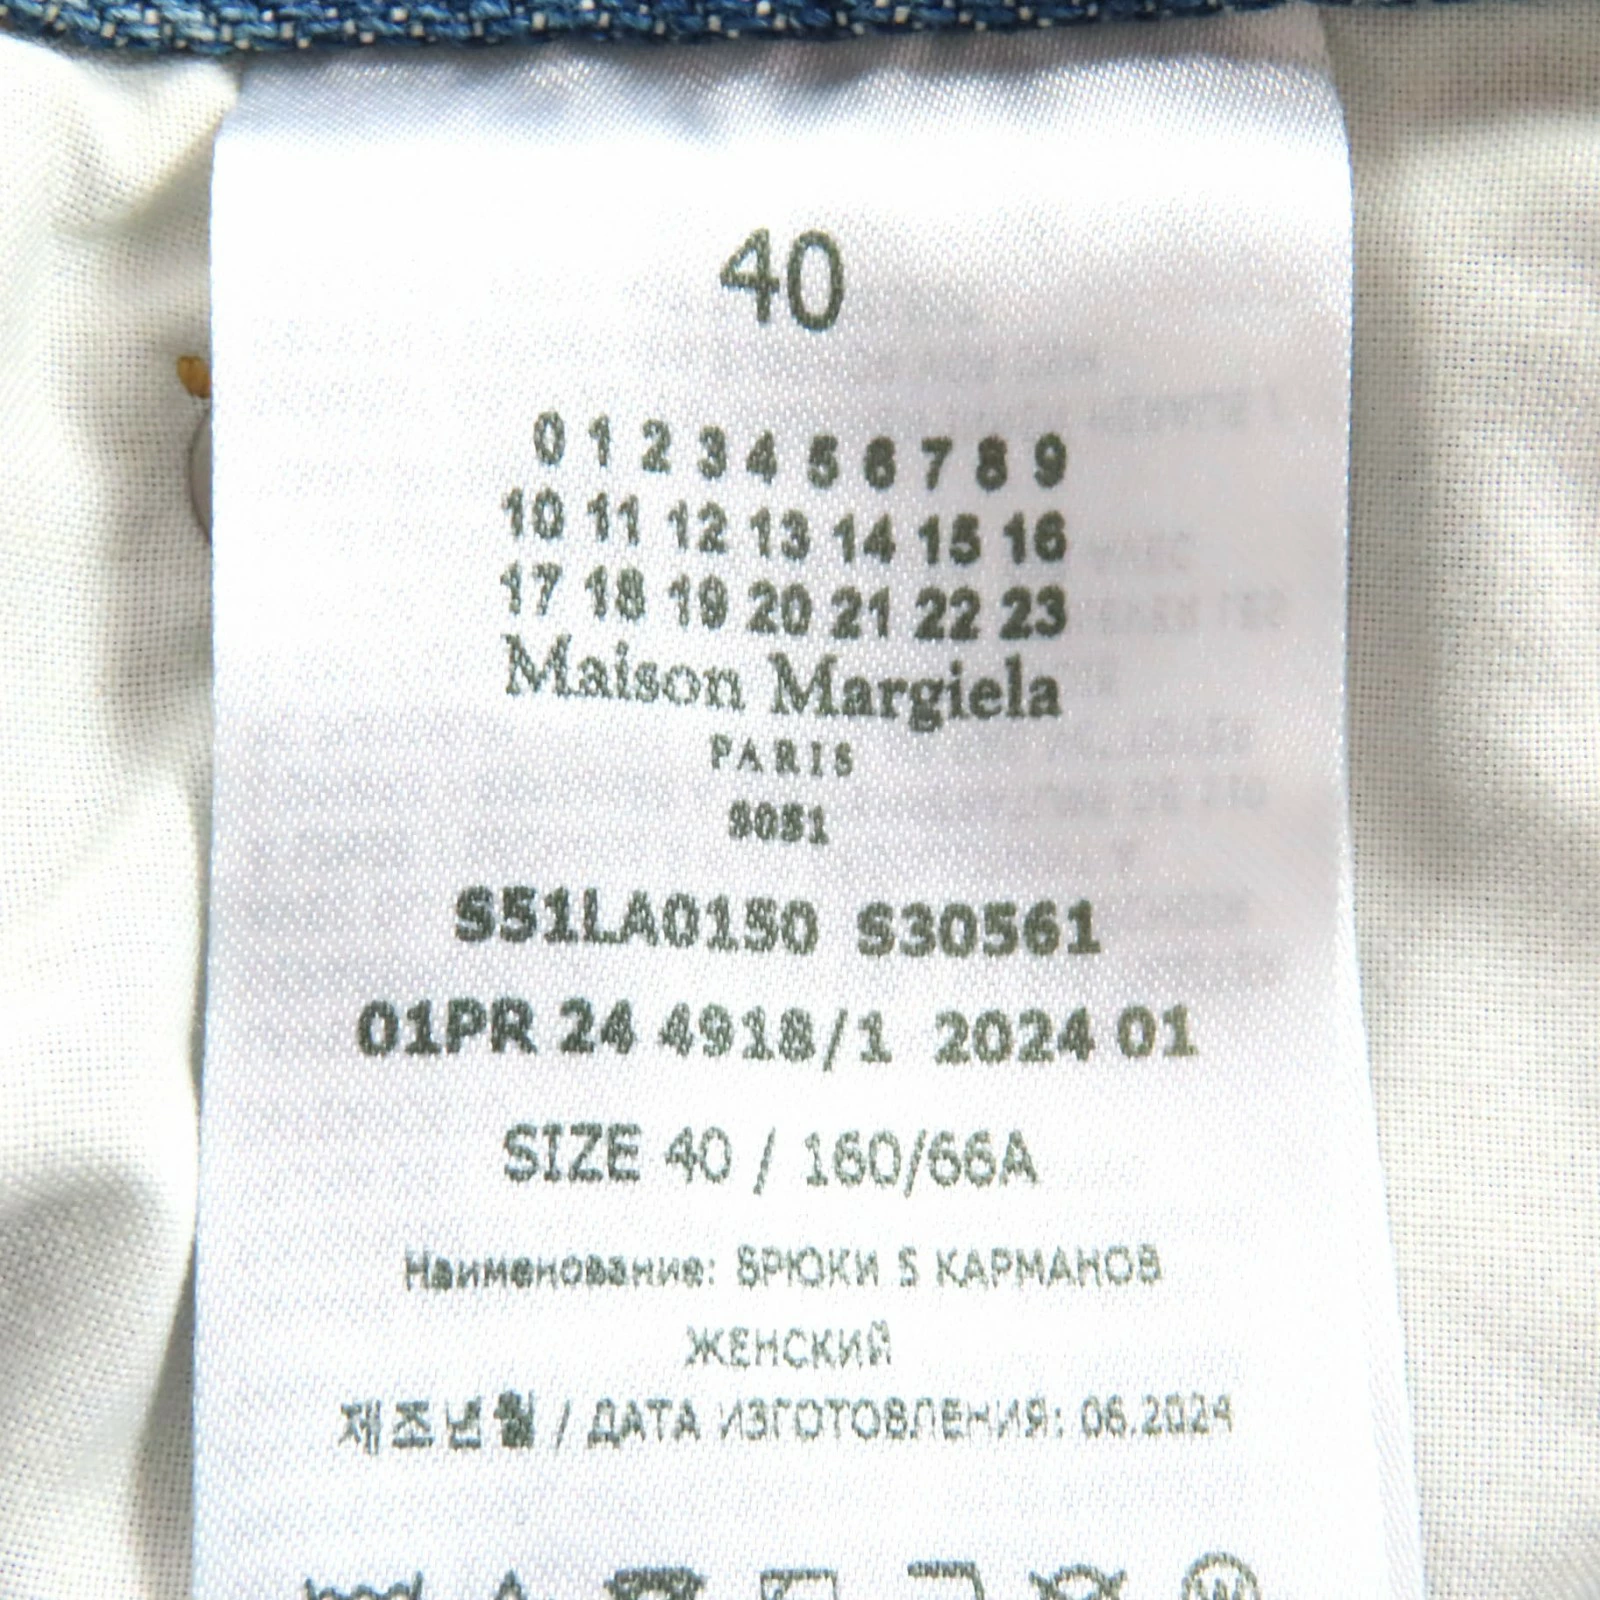 40
0 1 2 3 4 5 6 7 8 9
10 11 12 13 14 15 16
17 18 19 20 21 22 23
Maison Margiela
PARIS
S051
S51LA0150 S30561
01PR 24 4918/1 2024 01
SIZE 40 / 160/66A
Наименование: БРЮКИ 5 КАРМАНОВ
ЖЕНСКИЙ
제조년월 / ДАТА ИЗГОТОВЛЕНИЯ: 06.2024